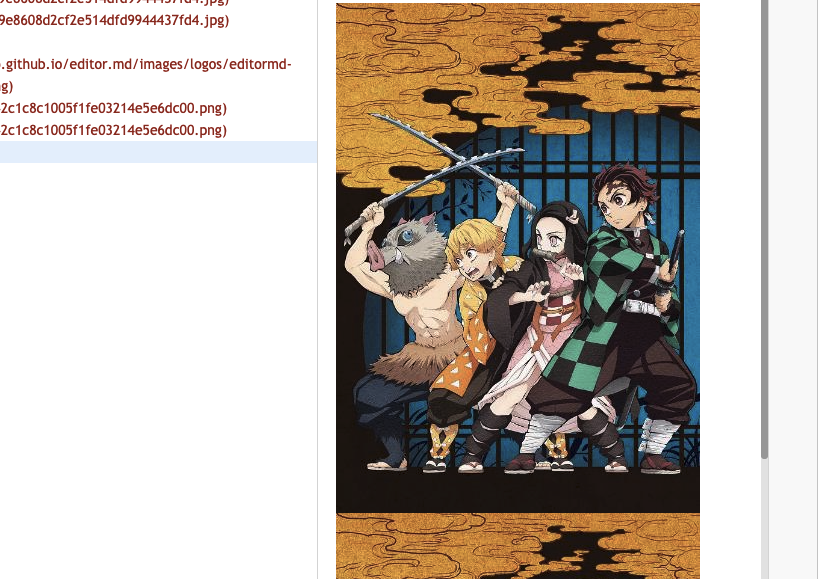 9e8608d2cf2e514dfd9944437fd4.jpg)
.github.io/editor.md/images/logos/editormd-
g)
2c1c8c1005f1fe03214e5e6dc00.png)
2c1c8c1005f1fe03214e5e6dc00.png)